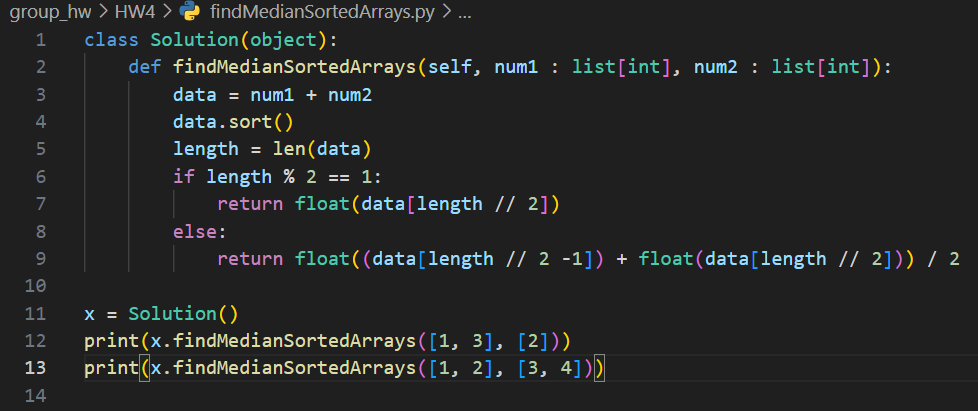 group_hw > HW4 > findMedianSortedArrays.py > ...
1 class Solution(object):
2     def findMedianSortedArrays(self, num1 : list[int], num2 : list[int]):
3         data = num1 + num2
4         data.sort()
5         length = len(data)
6         if length % 2 == 1:
7             return float(data[length // 2])
8         else:
9             return float((data[length // 2 -1]) + float(data[length // 2])) / 2
10
11 x = Solution()
12 print(x.findMedianSortedArrays([1, 3], [2]))
13 print(x.findMedianSortedArrays([1, 2], [3, 4]))
14